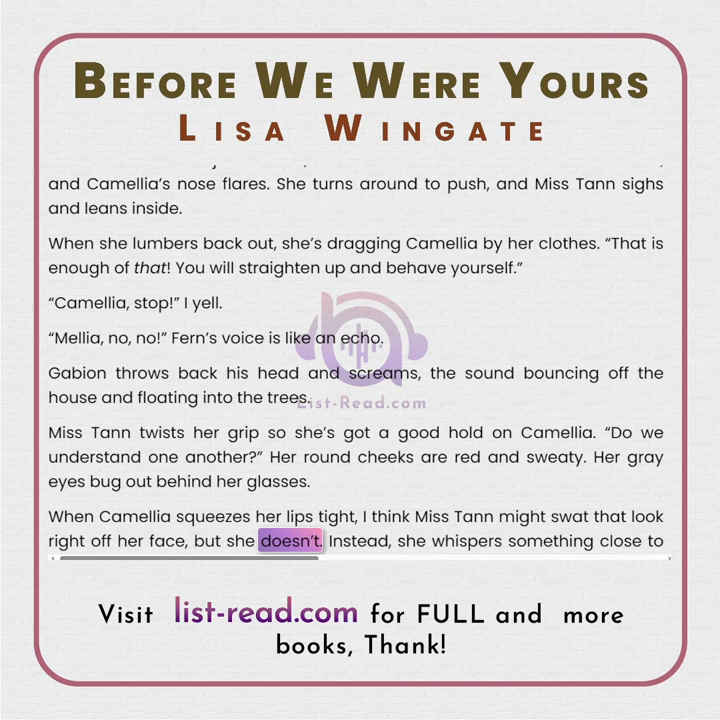 Before We Were Yours
Lisa Wingate
and Camellia’s nose flares. She turns around to push, and Miss Tann sighs
and leans inside.
When she lumbers back out, she’s dragging Camellia by her clothes. “That is
enough of that! You will straighten up and behave yourself.”
“Camellia, stop!” I yell.
“Mellia, no, no!” Fern’s voice is like an echo.
Gabion throws back his head and screams, the sound bouncing off the
house and floating into the trees.
List-Read.com
Miss Tann twists her grip so she’s got a good hold on Camellia. “Do we
understand one another?” Her round cheeks are red and sweaty. Her gray
eyes bug out behind her glasses.
When Camellia squeezes her lips tight, I think Miss Tann might swat that look
right off her face, but she doesn’t. Instead, she whispers something close to
Visit list-read.com for FULL and more
books, Thank!